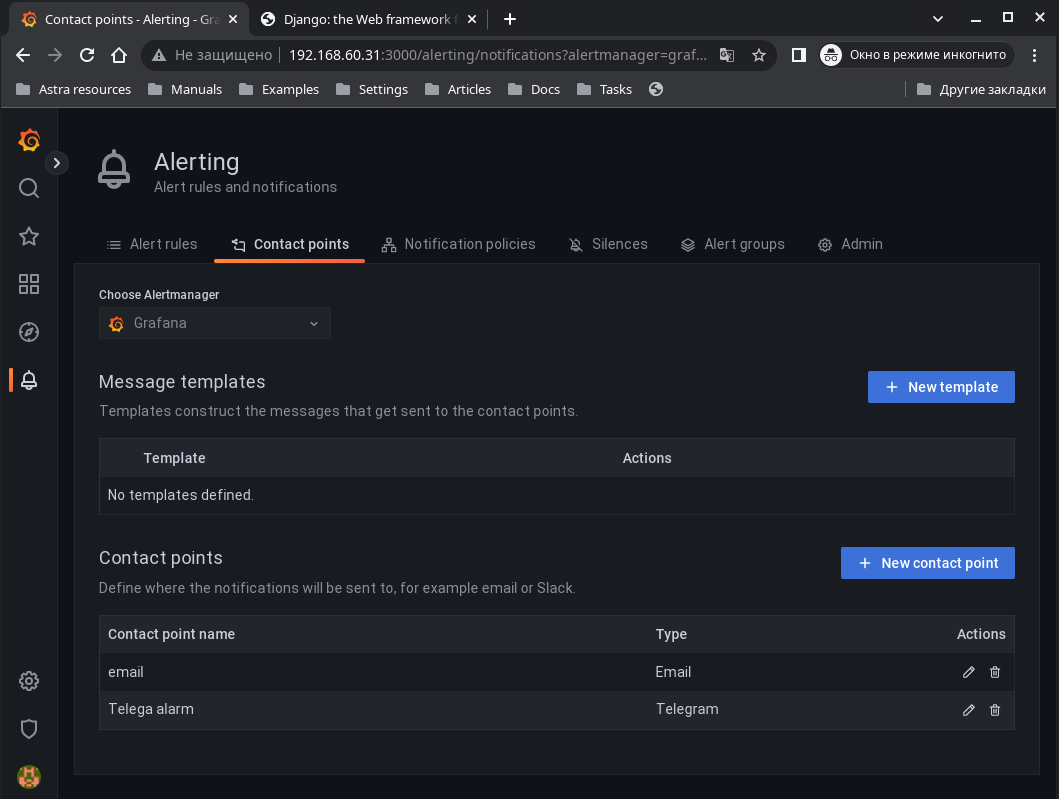 Contact points - Alerting - Gra
Django: the Web framework f
Не защищено
192.168.60.31:3000/alerting/notifications?alertmanager=graf...
Окно в режиме инкогнито
Astra resources
Manuals
Examples
Settings
Articles
Docs
Tasks
Другие закладки
Alerting
Alert rules and notifications
Alert rules
Contact points
Notification policies
Silences
Alert groups
Admin
Choose Alertmanager
Grafana
Message templates
New template
Templates construct the messages that get sent to the contact points.
Template Actions
No templates defined.
Contact points
New contact point
Define where the notifications will be sent to, for example email or Slack.
Contact point name Type Actions
email Email
Telega alarm Telegram